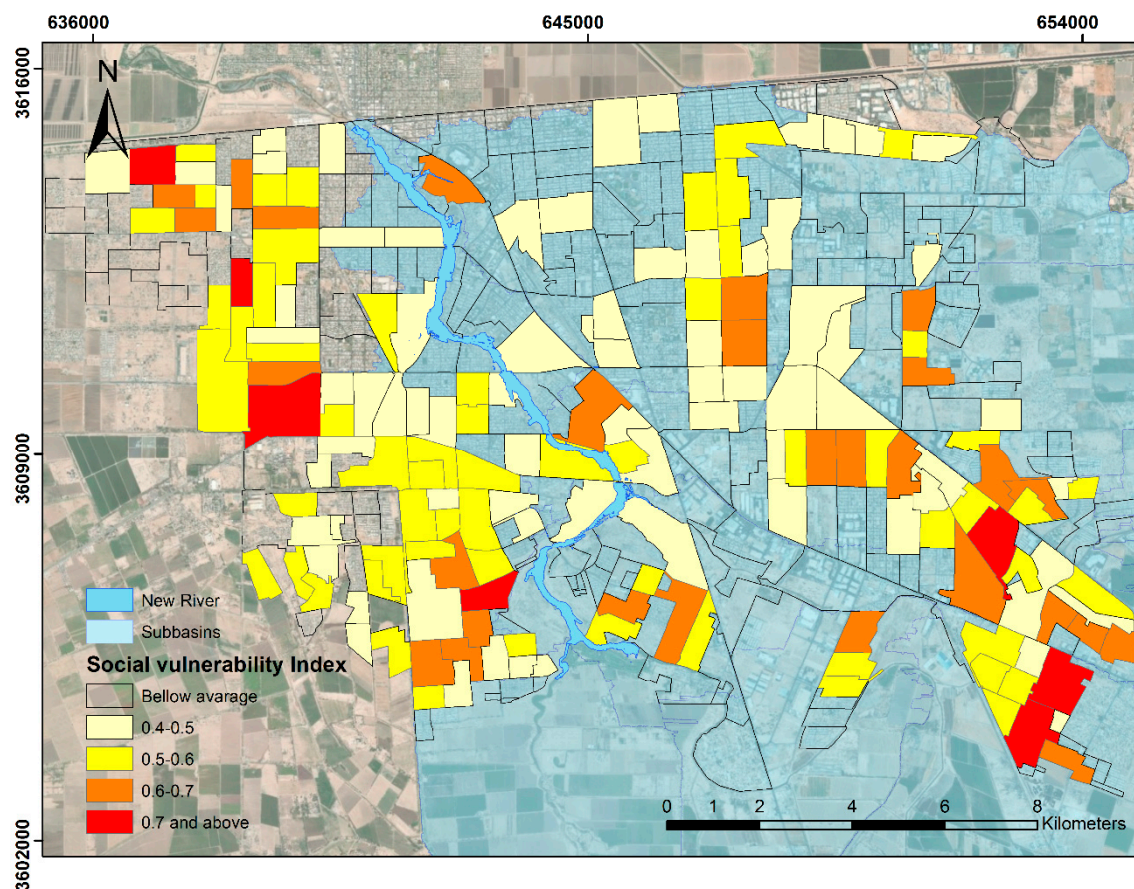 636000
645000
654000
3616000
N
3609000
New River
Subbasins
Social vulnerability Index
Bellow avarage
0.4-0.5
0.5-0.6
0.6-0.7
0.7 and above
0 1 2 4 6 8
Kilometers
3602000